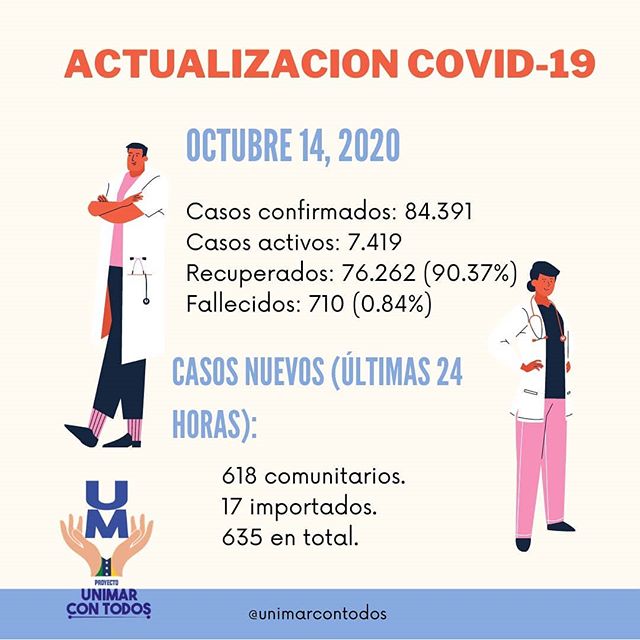 ACTUALIZACION COVID-19
OCTUBRE 14, 2020
Casos confirmados: 84.391
Casos activos: 7.419
Recuperados: 76.262 (90.37%)
Fallecidos: 710 (0.84%)
CASOS NUEVOS (ÚLTIMAS 24
HORAS):
618 comunitarios.
17 importados.
635 en total.
UM
PROYECTO
UNIMAR
CON TODOS
@unimarcontodos